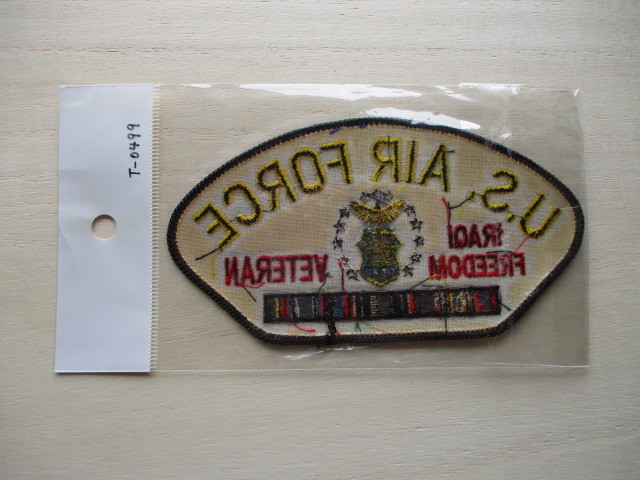 T-0499
U.S. AIR FORCE
IRAQI
FREEDOM VETERAN